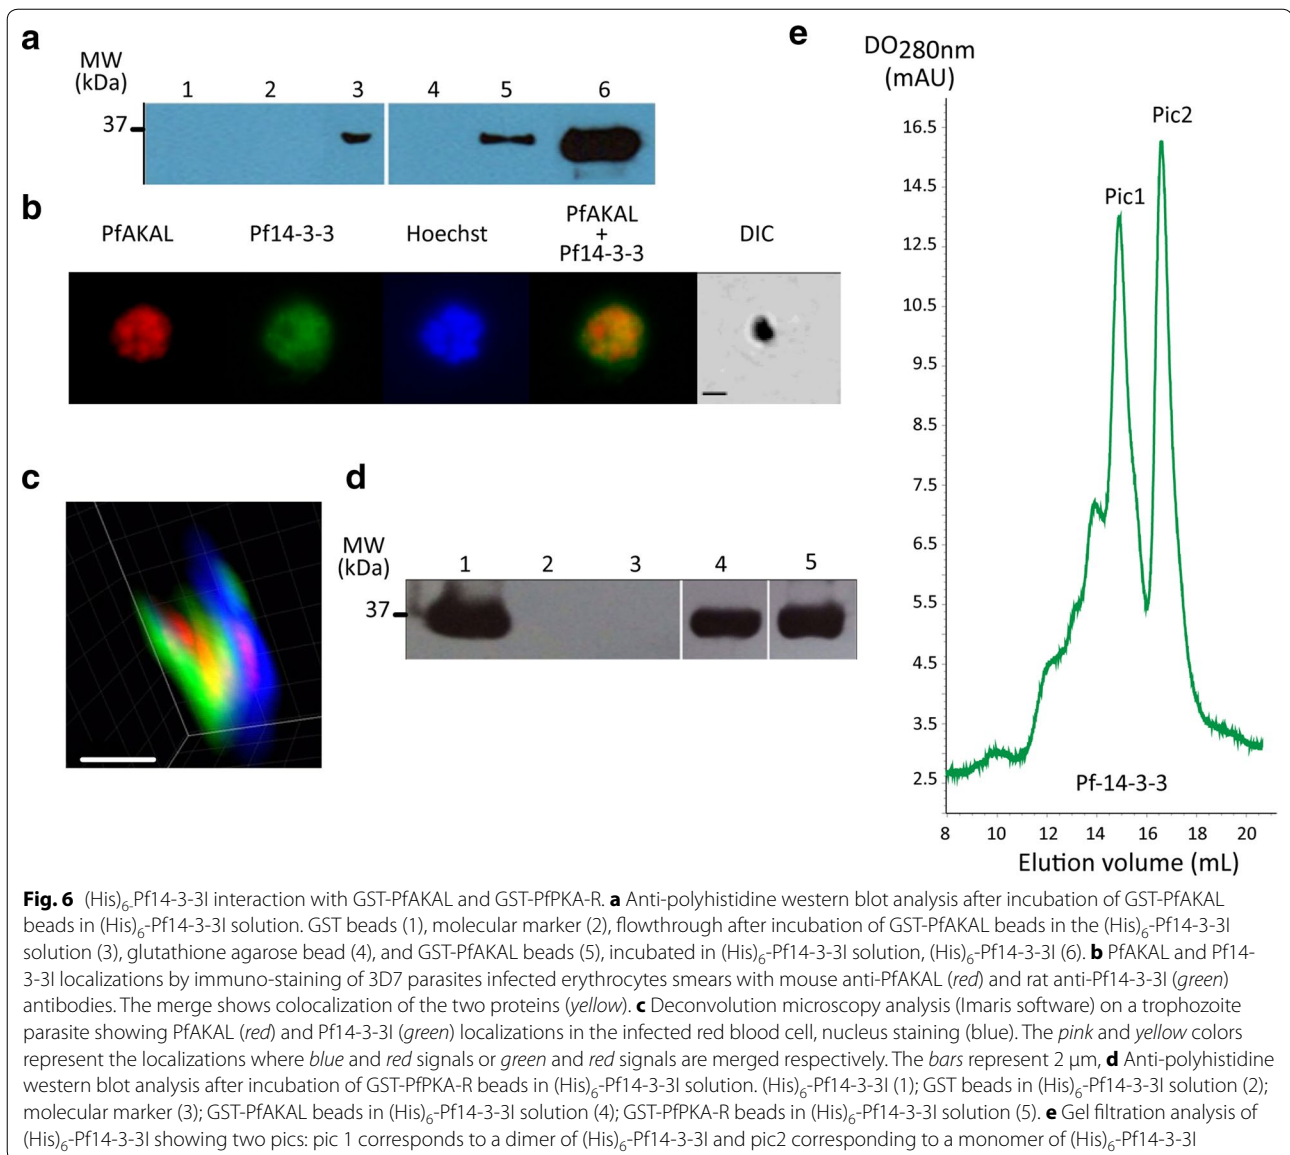 a
MW
(kDa)
1 2 3 4 5 6
37
b
PfAKAL Pf14-3-3 Hoechst PfAKAL
+
Pf14-3-3 DIC
c
d
MW
(kDa)
1 2 3 4 5
37
e
DO280nm
(mAU)
Pic2
Pic1
16.5
14.5
12.5
10.5
9.5
8.5
7.5
6.5
5.5
4.5
3.5
2.5
Pf-14-3-3
8 10 12 14 16 18 20
Elution volume (mL)
Fig. 6 (His)6-Pf14-3-3I interaction with GST-PfAKAL and GST-PfPKA-R. a Anti-polyhistidine western blot analysis after incubation of GST-PfAKAL
beads in (His)6-Pf14-3-3I solution. GST beads (1), molecular marker (2), flowthrough after incubation of GST-PfAKAL beads in the (His)6-Pf14-3-3I
solution (3), glutathione agarose bead (4), and GST-PfAKAL beads (5), incubated in (His)6-Pf14-3-3I solution, (His)6-Pf14-3-3I (6). b PfAKAL and Pf14-
3-3I localizations by immuno-staining of 3D7 parasites infected erythrocytes smears with mouse anti-PfAKAL (red) and rat anti-Pf14-3-3I (green)
antibodies. The merge shows colocalization of the two proteins (yellow). c Deconvolution microscopy analysis (Imaris software) on a trophozoite
parasite showing PfAKAL (red) and Pf14-3-3I (green) localizations in the infected red blood cell, nucleus staining (blue). The pink and yellow colors
represent the localizations where blue and red signals or green and red signals are merged respectively. The bars represent 2 μm, d Anti-polyhistidine
western blot analysis after incubation of GST-PfPKA-R beads in (His)6-Pf14-3-3I solution. (His)6-Pf14-3-3I (1); GST beads in (His)6-Pf14-3-3I solution (2);
molecular marker (3); GST-PfAKAL beads in (His)6-Pf14-3-3I solution (4); GST-PfPKA-R beads in (His)6-Pf14-3-3I solution (5). e Gel filtration analysis of
(His)6-Pf14-3-3I showing two pics: pic 1 corresponds to a dimer of (His)6-Pf14-3-3I and pic2 corresponding to a monomer of (His)6-Pf14-3-3I